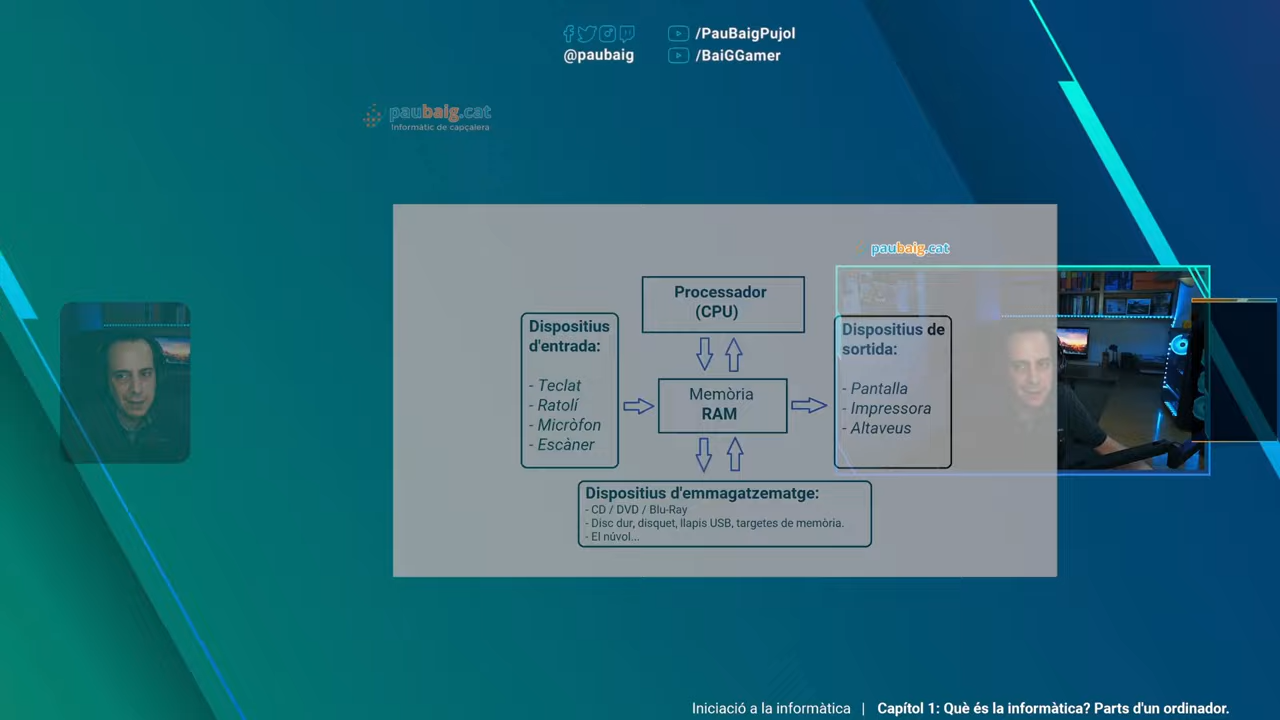 /PauBaigPujol
@paubaig
/BaiGGamer
paubaig.cat
Informàtic de capçalera
paubaig.cat
Processador
(CPU)
Dispositius
d'entrada:
- Teclat
- Ratolí
- Micròfon
- Escàner
Memòria
RAM
Dispositius de
sortida:
- Pantalla
- Impressora
- Altaveus
Dispositius d'emmagatzematge:
- CD / DVD / Blu-Ray
- Disc dur, disquet, llapis USB, targetes de memòria.
- El núvol...
Iniciació a la informàtica | Capítol 1: Què és la informàtica? Parts d'un ordinador.